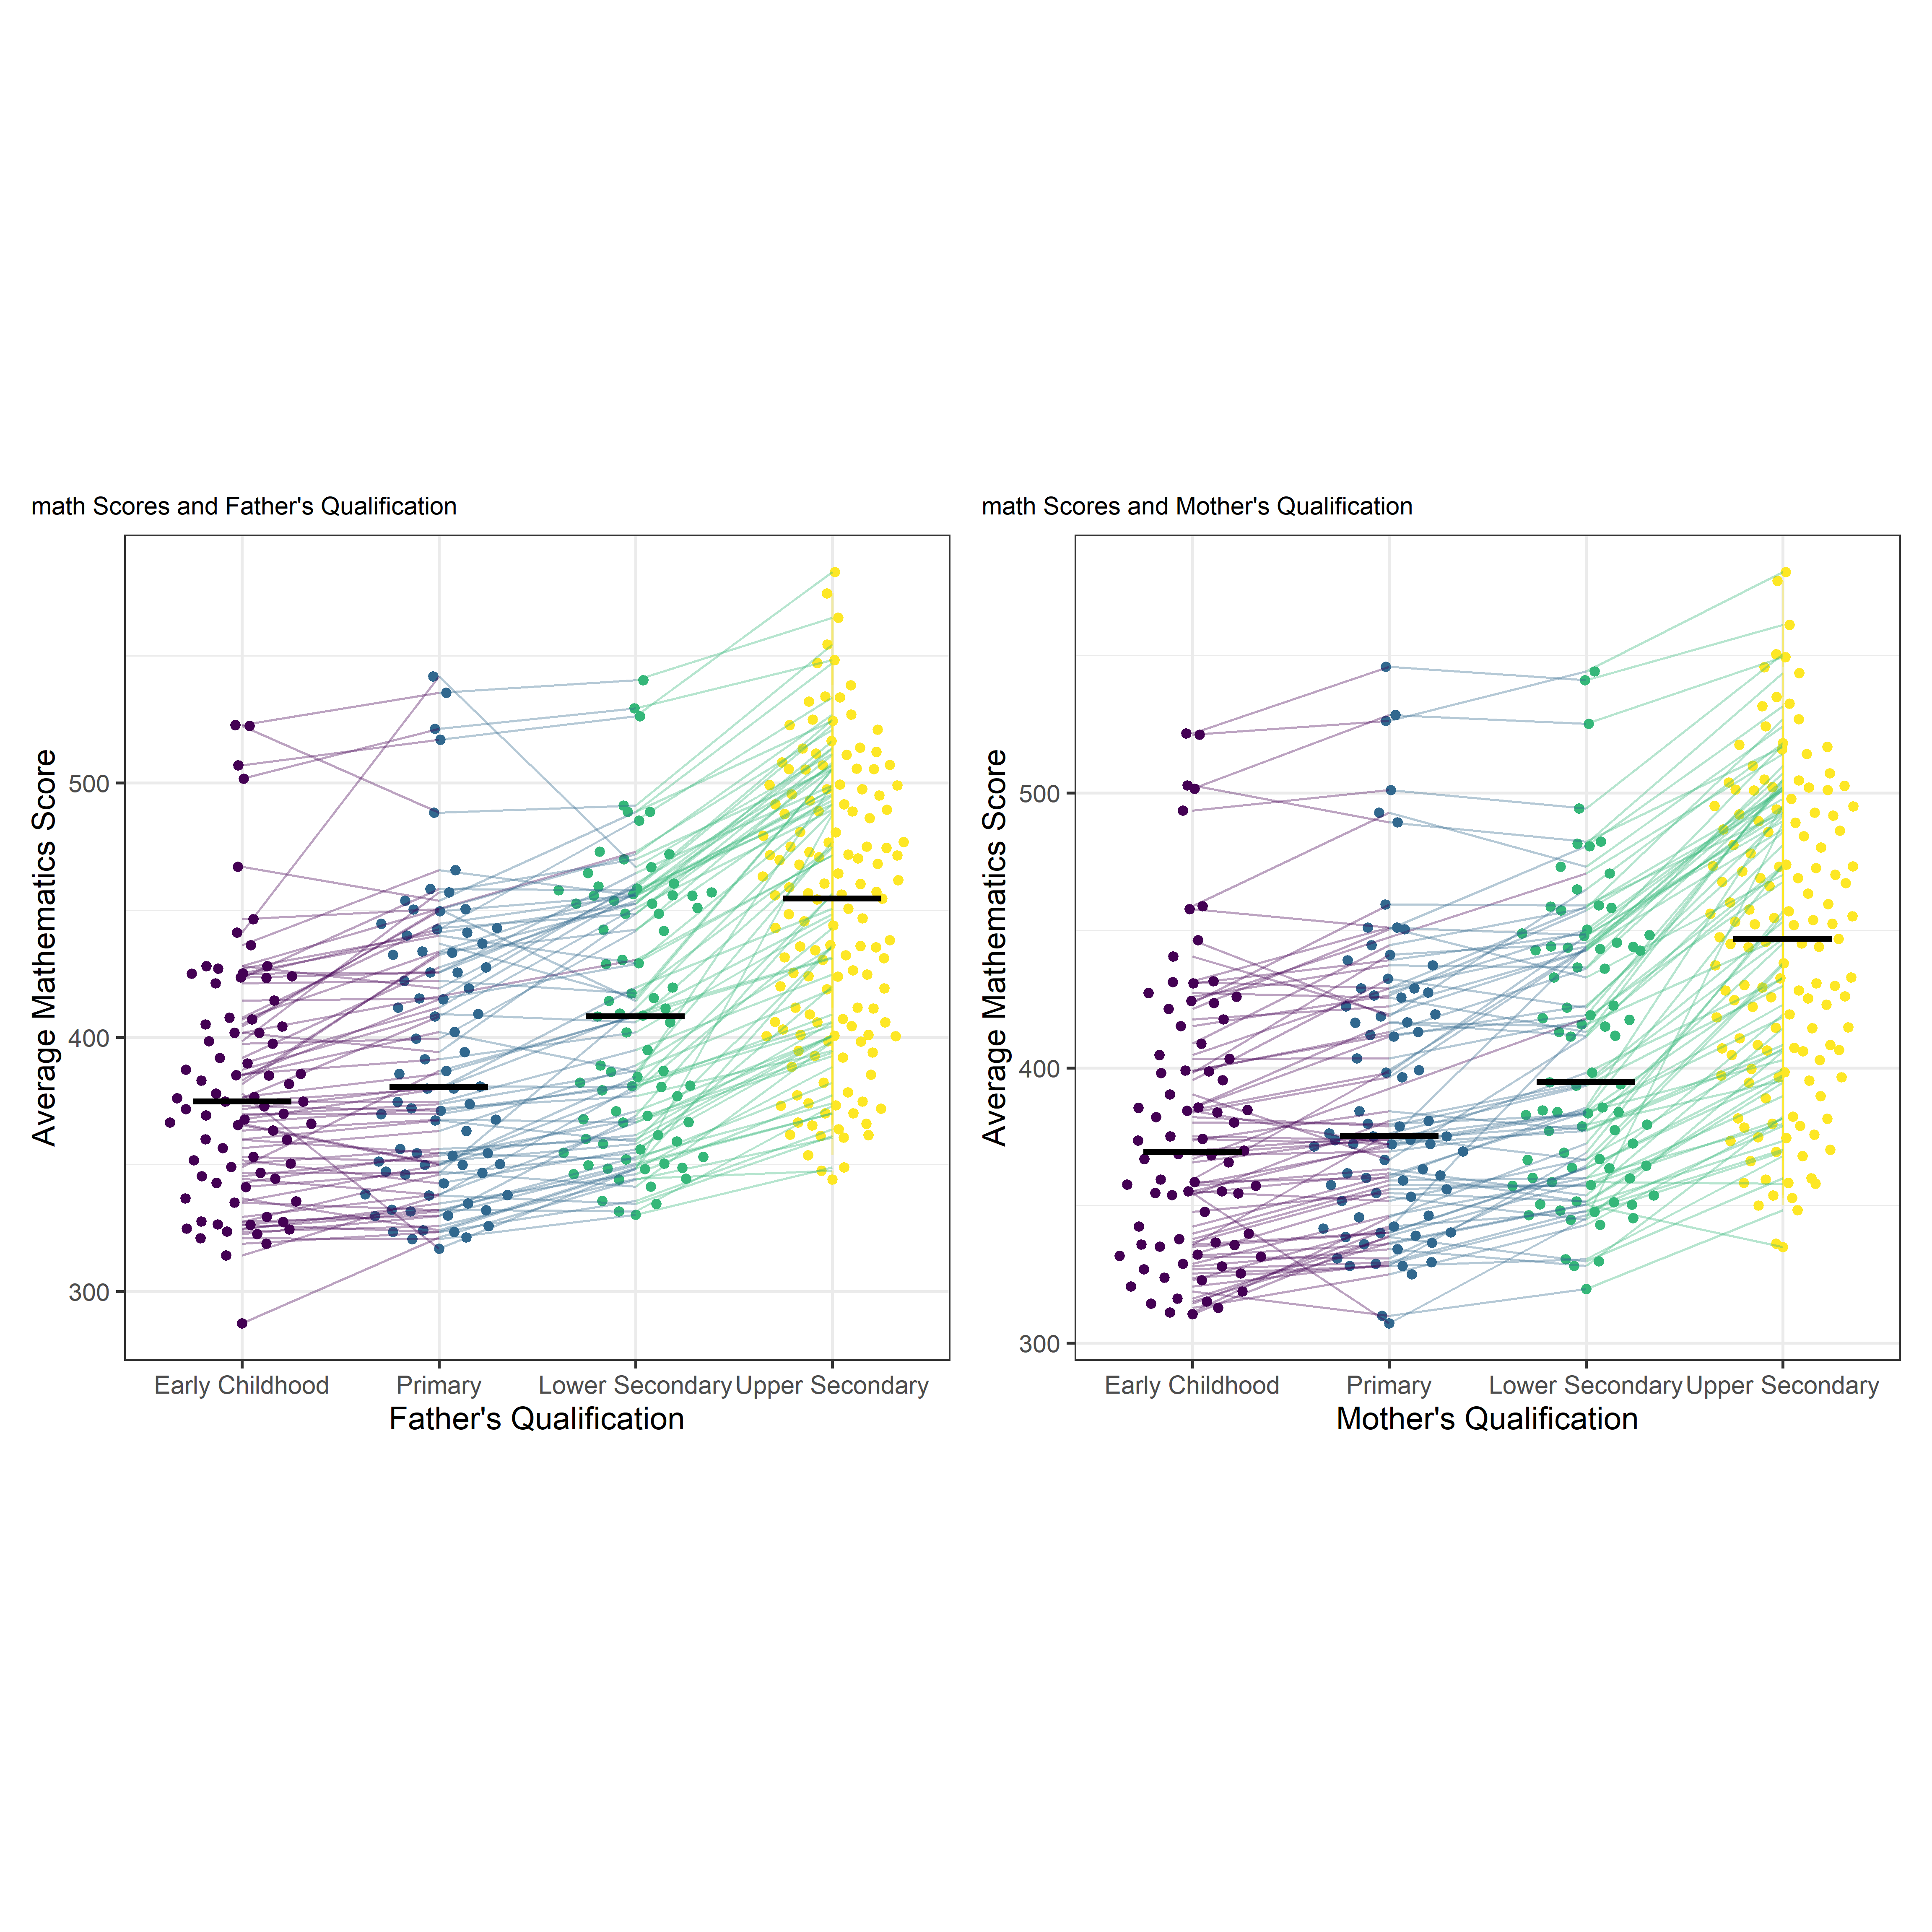 math Scores and Father's Qualification
Average Mathematics Score
500
400
300
Early Childhood Primary Lower Secondary Upper Secondary
Father's Qualification
math Scores and Mother's Qualification
Average Mathematics Score
500
400
300
Early Childhood Primary Lower Secondary Upper Secondary
Mother's Qualification